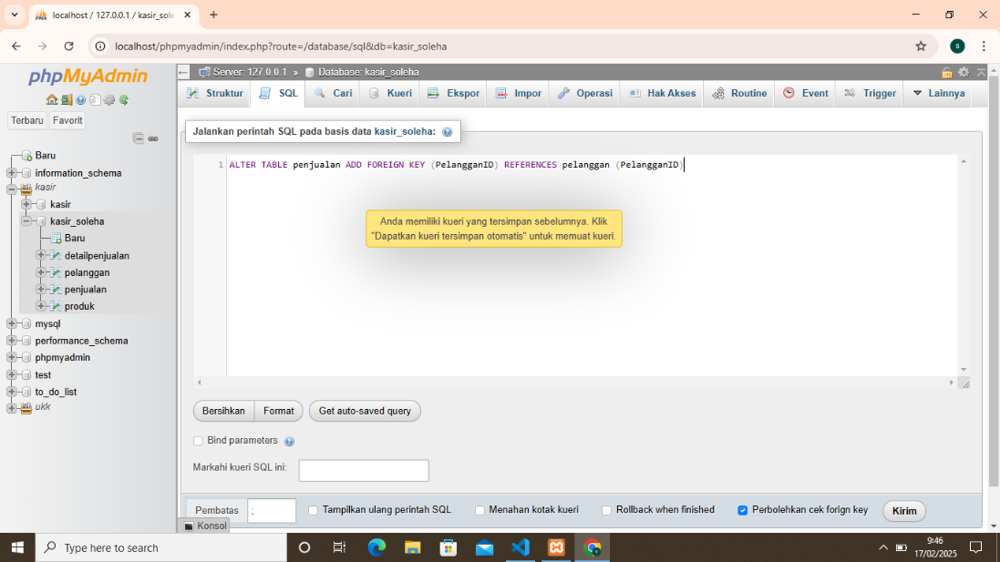 localhost / 127.0.0.1 / kasir_sole
localhost/phpmyadmin/index.php?route=/database/sql&db=kasir_soleha
s
phpMyAdmin
Terbaru Favorit
Baru
information_schema
kasir
kasir
kasir_soleha
Baru
detailpenjualan
pelanggan
penjualan
produk
mysql
performance_schema
phpmyadmin
test
to_do_list
ukk
Server: 127.0.0.1 » Database: kasir_soleha
Struktur SQL Cari Kueri Ekspor Impor Operasi Hak Akses Routine Event Trigger Lainnya
Jalankan perintah SQL pada basis data kasir_soleha:
1 ALTER TABLE penjualan ADD FOREIGN KEY (PelangganID) REFERENCES pelanggan (PelangganID)
Anda memiliki kueri yang tersimpan sebelumnya. Klik
"Dapatkan kueri tersimpan otomatis" untuk memuat kueri.
Bersihkan Format Get auto-saved query
Bind parameters
Markahi kueri SQL ini:
Pembatas ; Tampilkan ulang perintah SQL Menahan kotak kueri Rollback when finished Perbolehkan cek forign key Kirim
Konsol
Type here to search
9:46
17/02/2025